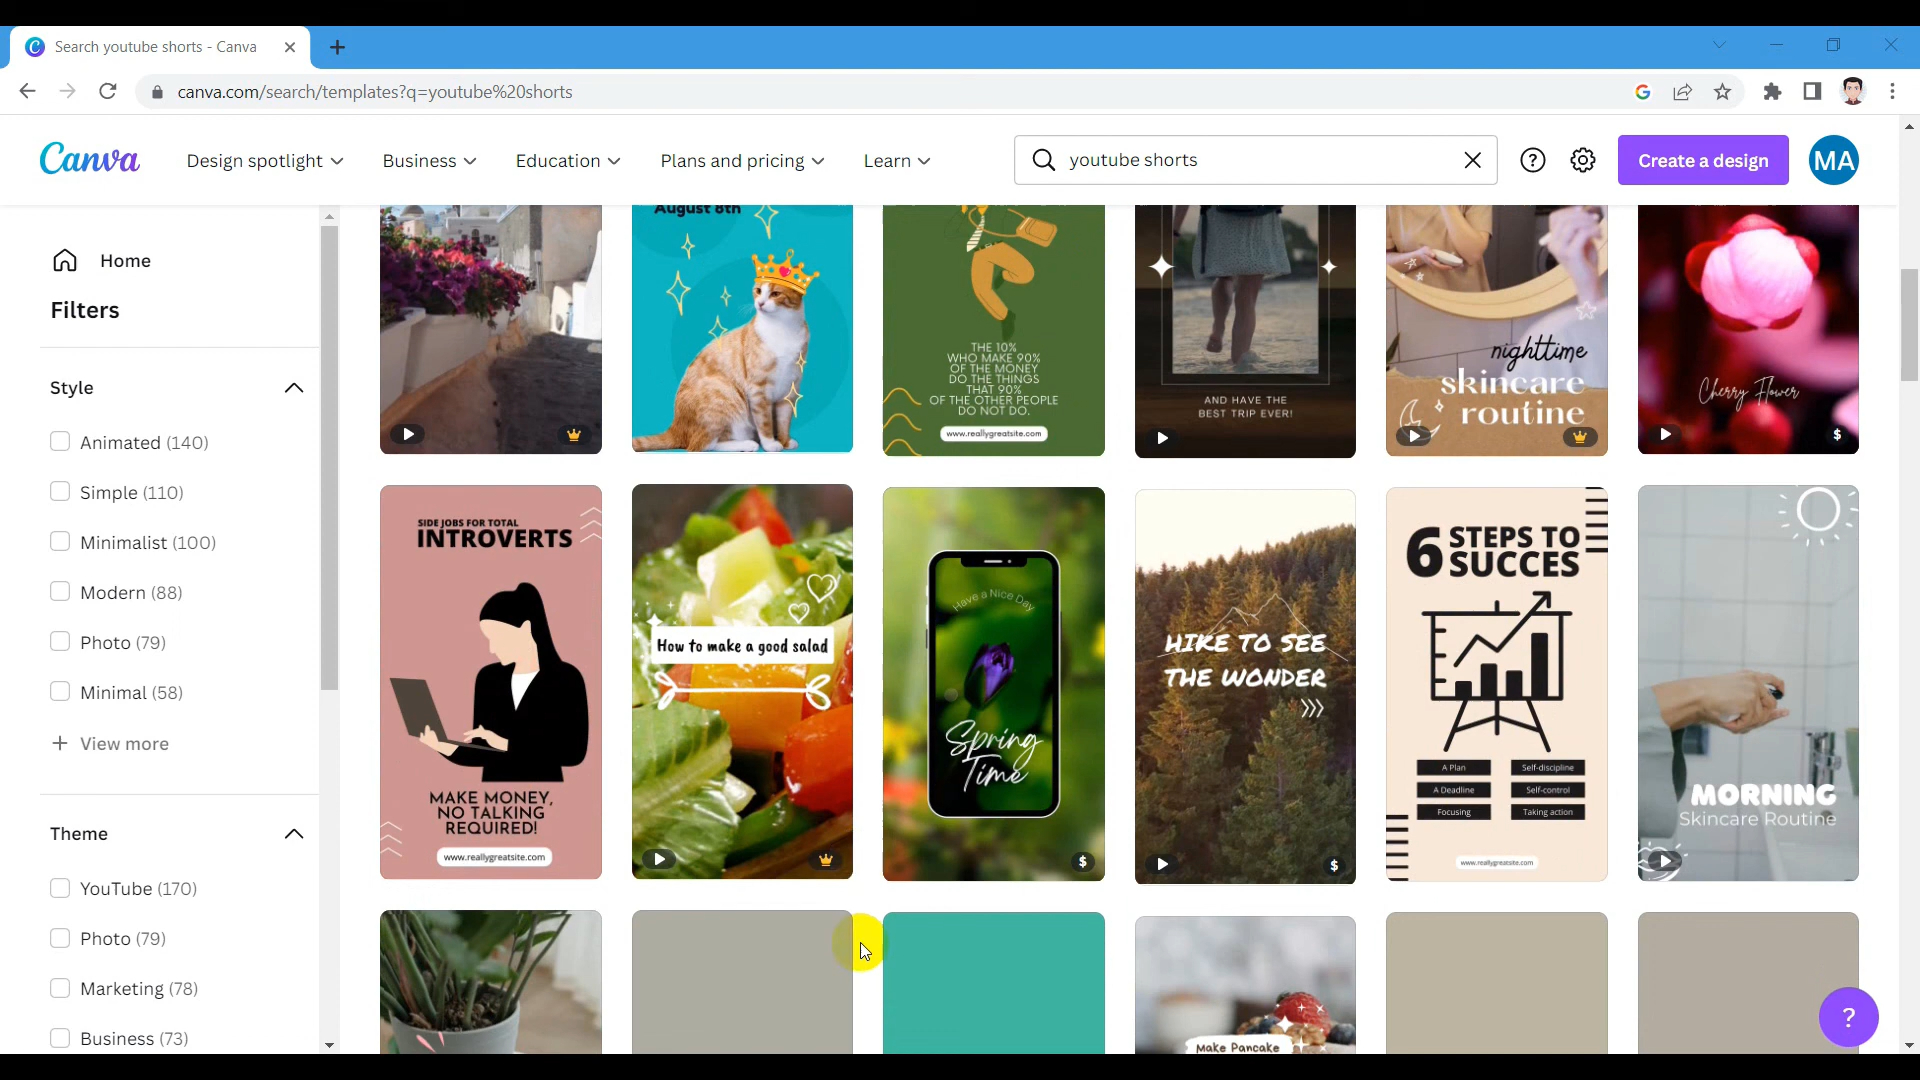 Search youtube shorts - Canva
canva.com/search/templates?q=youtube%20shorts
Canva
Design spotlight
Business
Education
Plans and pricing
Learn
youtube shorts
Create a design
MA
Home
Filters
Style
Animated (140)
Simple (110)
Minimalist (100)
Modern (88)
Photo (79)
Minimal (58)
+ View more
Theme
YouTube (170)
Photo (79)
Marketing (78)
Business (73)
August 8th
THE 10%
WHO MAKE 90%
OF THE MONEY
DO THE THINGS
THAT 90%
OF THE OTHER PEOPLE
DO NOT DO.
www.reallygreatsite.com
AND HAVE THE
BEST TRIP EVER!
nighttime
skincare
routine
Cherry Flower
$
SIDE JOBS FOR TOTAL
INTROVERTS
MAKE MONEY,
NO TALKING
REQUIRED!
www.reallygreatsite.com
How to make a good salad
Have a Nice Day
Spring
Time
$
HIKE TO SEE
THE WONDER
$
6 STEPS TO
SUCCES
A Plan
Self-discipline
A Deadline
Self-control
Focusing
Taking action
www.reallygreatsite.com
MORNING
Skincare Routine
Make Pancake
?